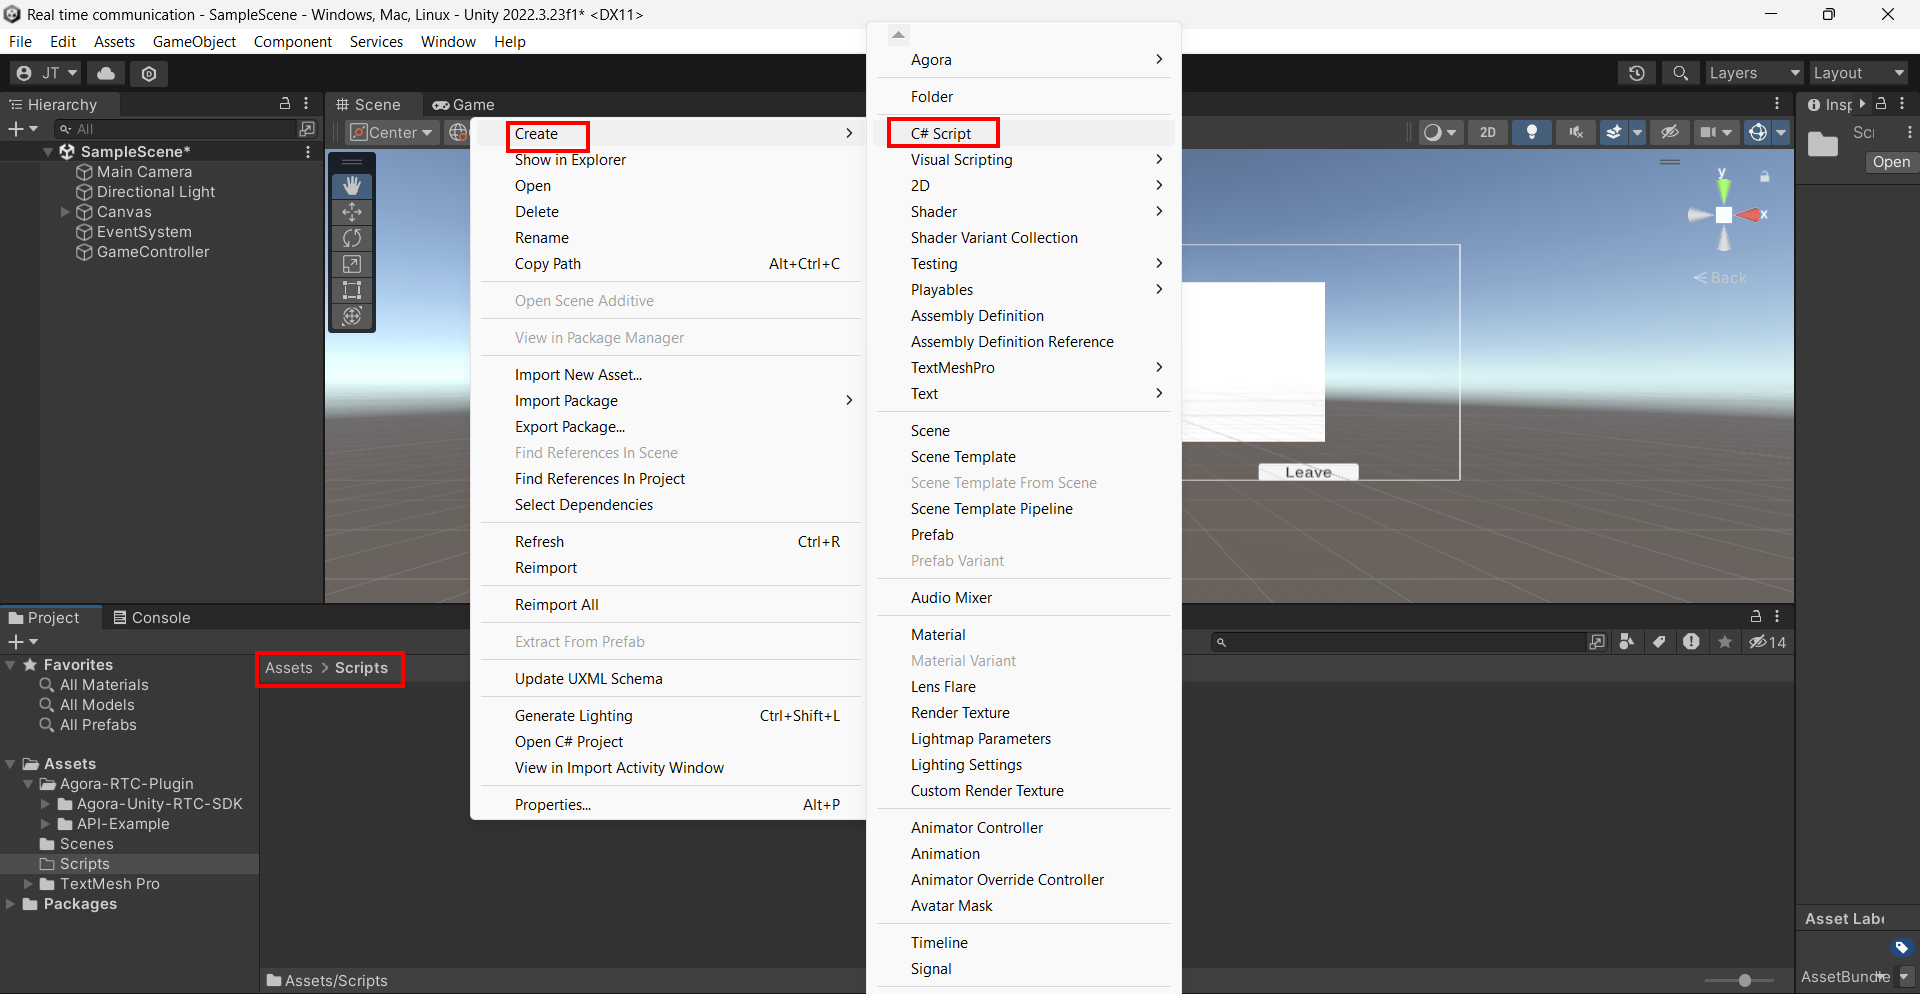 Real time communication - SampleScene - Windows, Mac, Linux - Unity 2022.3.23f1* <DX11>
File Edit Assets GameObject Component Services Window Help
JT
Layers
Layout
Hierarchy
All
SampleScene*
Main Camera
Directional Light
Canvas
EventSystem
GameController
Scene
Game
Center
2D
y
x
Back
Leave
Insp
Open
Create
Show in Explorer
Open
Delete
Rename
Copy Path Alt+Ctrl+C
Open Scene Additive
View in Package Manager
Import New Asset...
Import Package
Export Package...
Find References In Scene
Find References In Project
Select Dependencies
Refresh Ctrl+R
Reimport
Reimport All
Extract From Prefab
Update UXML Schema
Generate Lighting Ctrl+Shift+L
Open C# Project
View in Import Activity Window
Properties... Alt+P
Agora
Folder
C# Script
Visual Scripting
2D
Shader
Shader Variant Collection
Testing
Playables
Assembly Definition
Assembly Definition Reference
TextMeshPro
Text
Scene
Scene Template
Scene Template From Scene
Scene Template Pipeline
Prefab
Prefab Variant
Audio Mixer
Material
Material Variant
Lens Flare
Render Texture
Lightmap Parameters
Lighting Settings
Custom Render Texture
Animator Controller
Animation
Animator Override Controller
Avatar Mask
Timeline
Signal
Project
Console
14
Favorites
All Materials
All Models
All Prefabs
Assets
Agora-RTC-Plugin
Agora-Unity-RTC-SDK
API-Example
Scenes
Scripts
TextMesh Pro
Packages
Assets > Scripts
Assets/Scripts
Asset Labe
AssetBundle